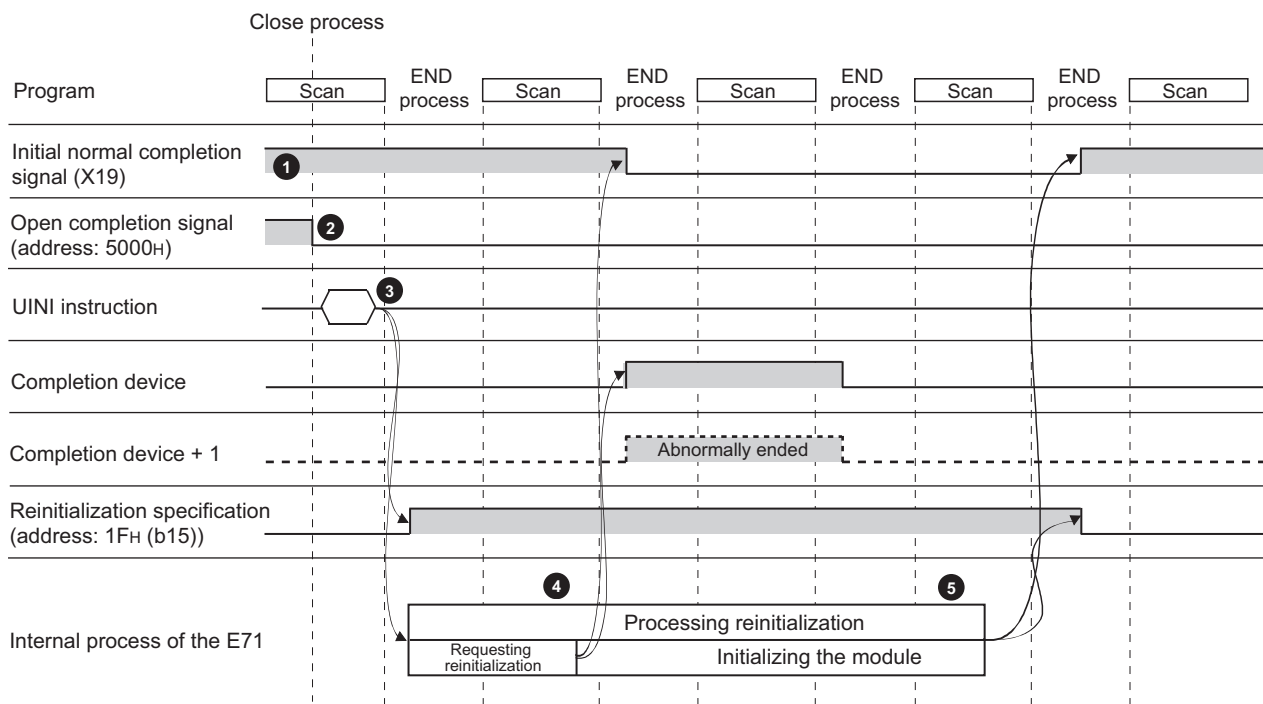 Close process
Program
Scan
END
process
Scan
END
process
Scan
END
process
Scan
END
process
Scan
Initial normal completion
signal (X19)
1
Open completion signal
(address: 5000H)
2
UINI instruction
3
Completion device
Completion device + 1
Abnormally ended
Reinitialization specification
(address: 1FH (b15))
4
5
Internal process of the E71
Processing reinitialization
Requesting
reinitialization
Initializing the module